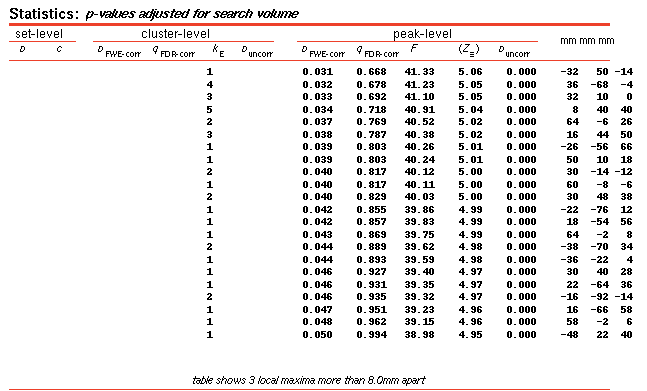 Statistics: p-values adjusted for search volume
set-level cluster-level peak-level mm mm mm
p c p FWE-corr q FDR-corr k E p uncorr p FWE-corr q FDR-corr F (Z≡) p uncorr
1 0.031 0.668 41.33 5.06 0.000 -32 50 -14
4 0.032 0.678 41.23 5.05 0.000 36 -68 -4
3 0.033 0.692 41.10 5.05 0.000 32 10 0
5 0.034 0.718 40.91 5.04 0.000 8 40 40
2 0.037 0.769 40.52 5.02 0.000 64 -6 26
3 0.038 0.787 40.38 5.02 0.000 16 44 50
1 0.039 0.803 40.26 5.01 0.000 -26 -56 66
1 0.039 0.803 40.24 5.01 0.000 50 10 18
2 0.040 0.817 40.12 5.00 0.000 30 -14 -12
1 0.040 0.817 40.11 5.00 0.000 60 -8 -6
2 0.040 0.829 40.03 5.00 0.000 30 48 38
1 0.042 0.855 39.86 4.99 0.000 -22 -76 12
1 0.042 0.857 39.83 4.99 0.000 18 -54 56
1 0.043 0.869 39.75 4.99 0.000 64 -2 8
2 0.044 0.889 39.62 4.98 0.000 -38 -70 34
1 0.044 0.893 39.59 4.98 0.000 -36 -22 4
1 0.046 0.927 39.40 4.97 0.000 30 40 28
1 0.046 0.931 39.35 4.97 0.000 22 -64 36
2 0.046 0.935 39.32 4.97 0.000 -16 -92 -14
1 0.047 0.951 39.23 4.96 0.000 16 -66 58
1 0.048 0.962 39.15 4.96 0.000 58 -2 6
1 0.050 0.994 38.98 4.95 0.000 -48 22 40
table shows 3 local maxima more than 8.0mm apart